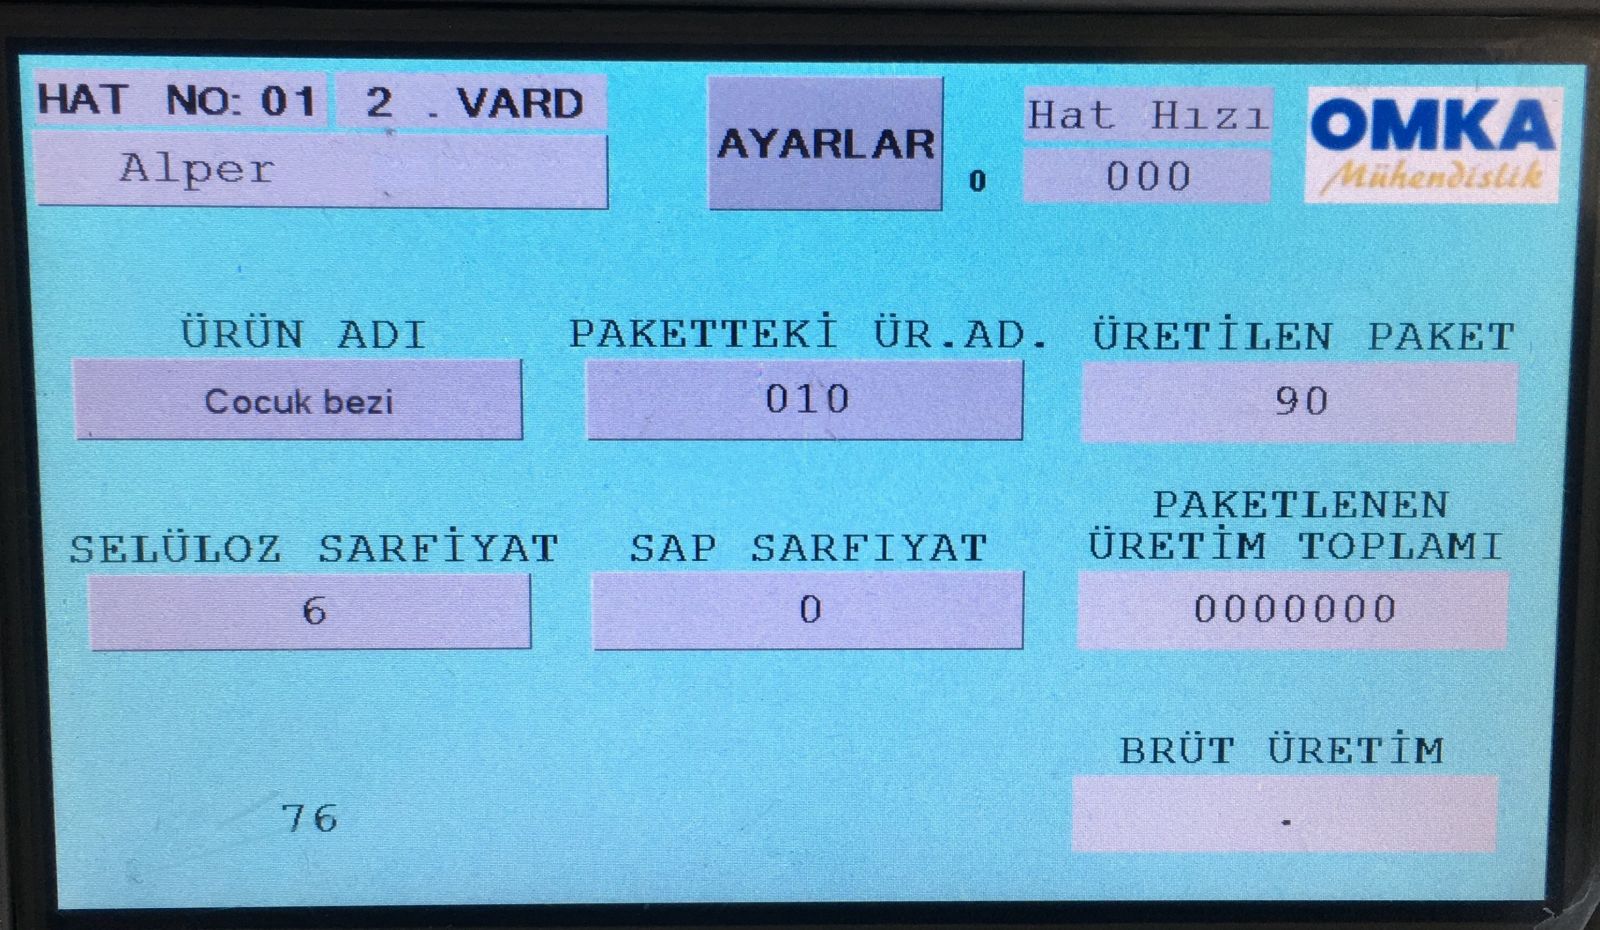 HAT NO: 01 2 . VARD
Alper
AYARLAR
0
Hat Hızı
000
OMKA
Mühendislik
ÜRÜN ADI
Cocuk bezi
PAKETTEKİ ÜR.AD.
010
ÜRETİLEN PAKET
90
SELÜLOZ SARFİYAT
6
SAP SARFIYAT
0
PAKETLENEN
ÜRETİM TOPLAMI
0000000
76
BRÜT ÜRETİM
.